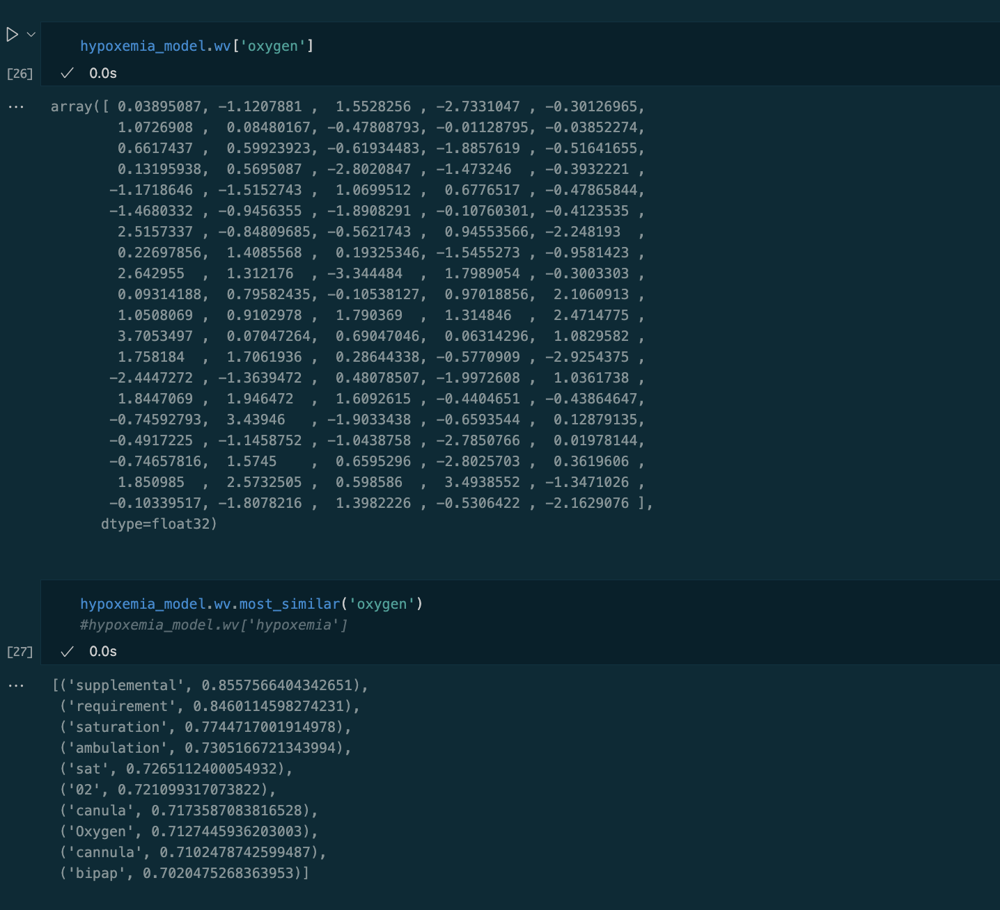 hypoxemia_model.wv['oxygen']
[26] 0.0s
array([ 0.03895087, -1.1207881 ,  1.5528256 , -2.7331047 , -0.30126965,
        1.0726908 ,  0.08480167, -0.47808793, -0.01128795, -0.03852274,
        0.6617437 ,  0.59923923, -0.61934483, -1.8857619 , -0.51641655,
        0.13195938,  0.5695087 , -2.8020847 , -1.473246  , -0.3932221 ,
       -1.1718646 , -1.5152743 ,  1.0699512 ,  0.6776517 , -0.47865844,
       -1.4680332 , -0.9456355 , -1.8908291 , -0.10760301, -0.4123535 ,
        2.5157337 , -0.84809685, -0.5621743 ,  0.94553566, -2.248193  ,
        0.22697856,  1.4085568 ,  0.19325346, -1.5455273 , -0.9581423 ,
        2.642955  ,  1.312176  , -3.344484  ,  1.7989054 , -0.3003303 ,
        0.09314188,  0.79582435, -0.10538127,  0.97018856,  2.1060913 ,
        1.0508069 ,  0.9102978 ,  1.790369  ,  1.314846  ,  2.4714775 ,
        3.7053497 ,  0.07047264,  0.69047046,  0.06314296,  1.0829582 ,
        1.758184  ,  1.7061936 ,  0.28644338, -0.5770909 , -2.9254375 ,
       -2.4447272 , -1.3639472 ,  0.48078507, -1.9972608 ,  1.0361738 ,
        1.8447069 ,  1.946472  ,  1.6092615 , -0.4404651 , -0.43864647,
       -0.74592793,  3.43946   , -1.9033438 , -0.6593544 ,  0.12879135,
       -0.4917225 , -1.1458752 , -1.0438758 , -2.7850766 ,  0.01978144,
       -0.74657816,  1.5745    ,  0.6595296 , -2.8025703 ,  0.3619606 ,
        1.850985  ,  2.5732505 ,  0.598586  ,  3.4938552 , -1.3471026 ,
       -0.10339517, -1.8078216 ,  1.3982226 , -0.5306422 , -2.1629076 ],
      dtype=float32)
hypoxemia_model.wv.most_similar('oxygen')
#hypoxemia_model.wv['hypoxemia']
[27] 0.0s
[('supplemental', 0.8557566404342651),
 ('requirement', 0.8460114598274231),
 ('saturation', 0.7744717001914978),
 ('ambulation', 0.7305166721343994),
 ('sat', 0.7265112400054932),
 ('02', 0.721099317073822),
 ('canula', 0.7173587083816528),
 ('Oxygen', 0.7127445936203003),
 ('cannula', 0.7102478742599487),
 ('bipap', 0.7020475268363953)]